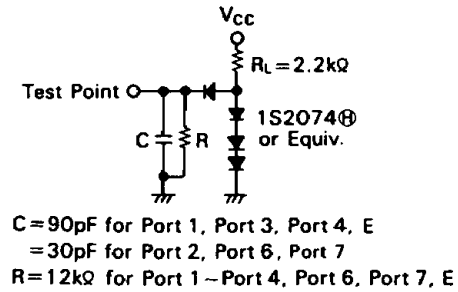 Vcc
RL=2.2kΩ
Test Point
1S2074Ⓗ
or Equiv.
C
R
C=90pF for Port 1, Port 3, Port 4, E
=30pF for Port 2, Port 6, Port 7
R=12kΩ for Port 1~Port 4, Port 6, Port 7, E